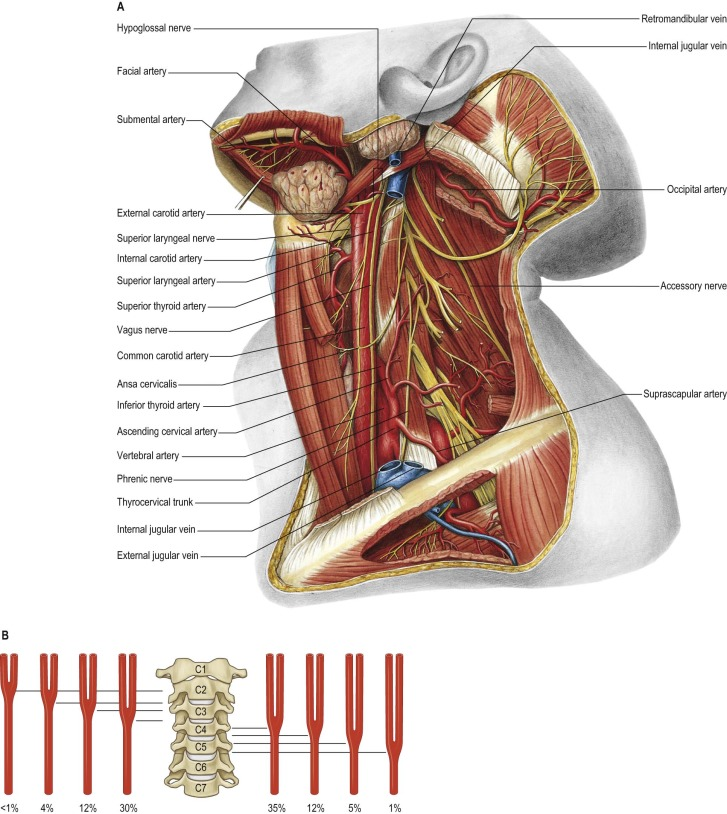 A
Hypoglossal nerve
Facial artery
Submental artery
External carotid artery
Superior laryngeal nerve
Internal carotid artery
Superior laryngeal artery
Superior thyroid artery
Vagus nerve
Common carotid artery
Ansa cervicalis
Inferior thyroid artery
Ascending cervical artery
Vertebral artery
Phrenic nerve
Thyrocervical trunk
Internal jugular vein
External jugular vein
Retromandibular vein
Internal jugular vein
Occipital artery
Accessory nerve
Suprascapular artery
B
C1
C2
C3
C4
C5
C6
C7
<1% 4% 12% 30% 35% 12% 5% 1%